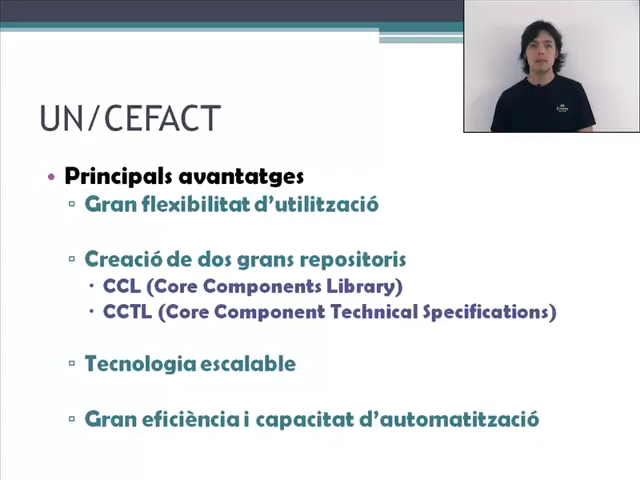 UN/CEFACT
Principals avantatges
Gran flexibilitat d'utilització
Creació de dos grans repositoris
CCL (Core Components Library)
CCTL (Core Component Technical Specifications)
Tecnologia escalable
Gran eficiència i capacitat d'automatització